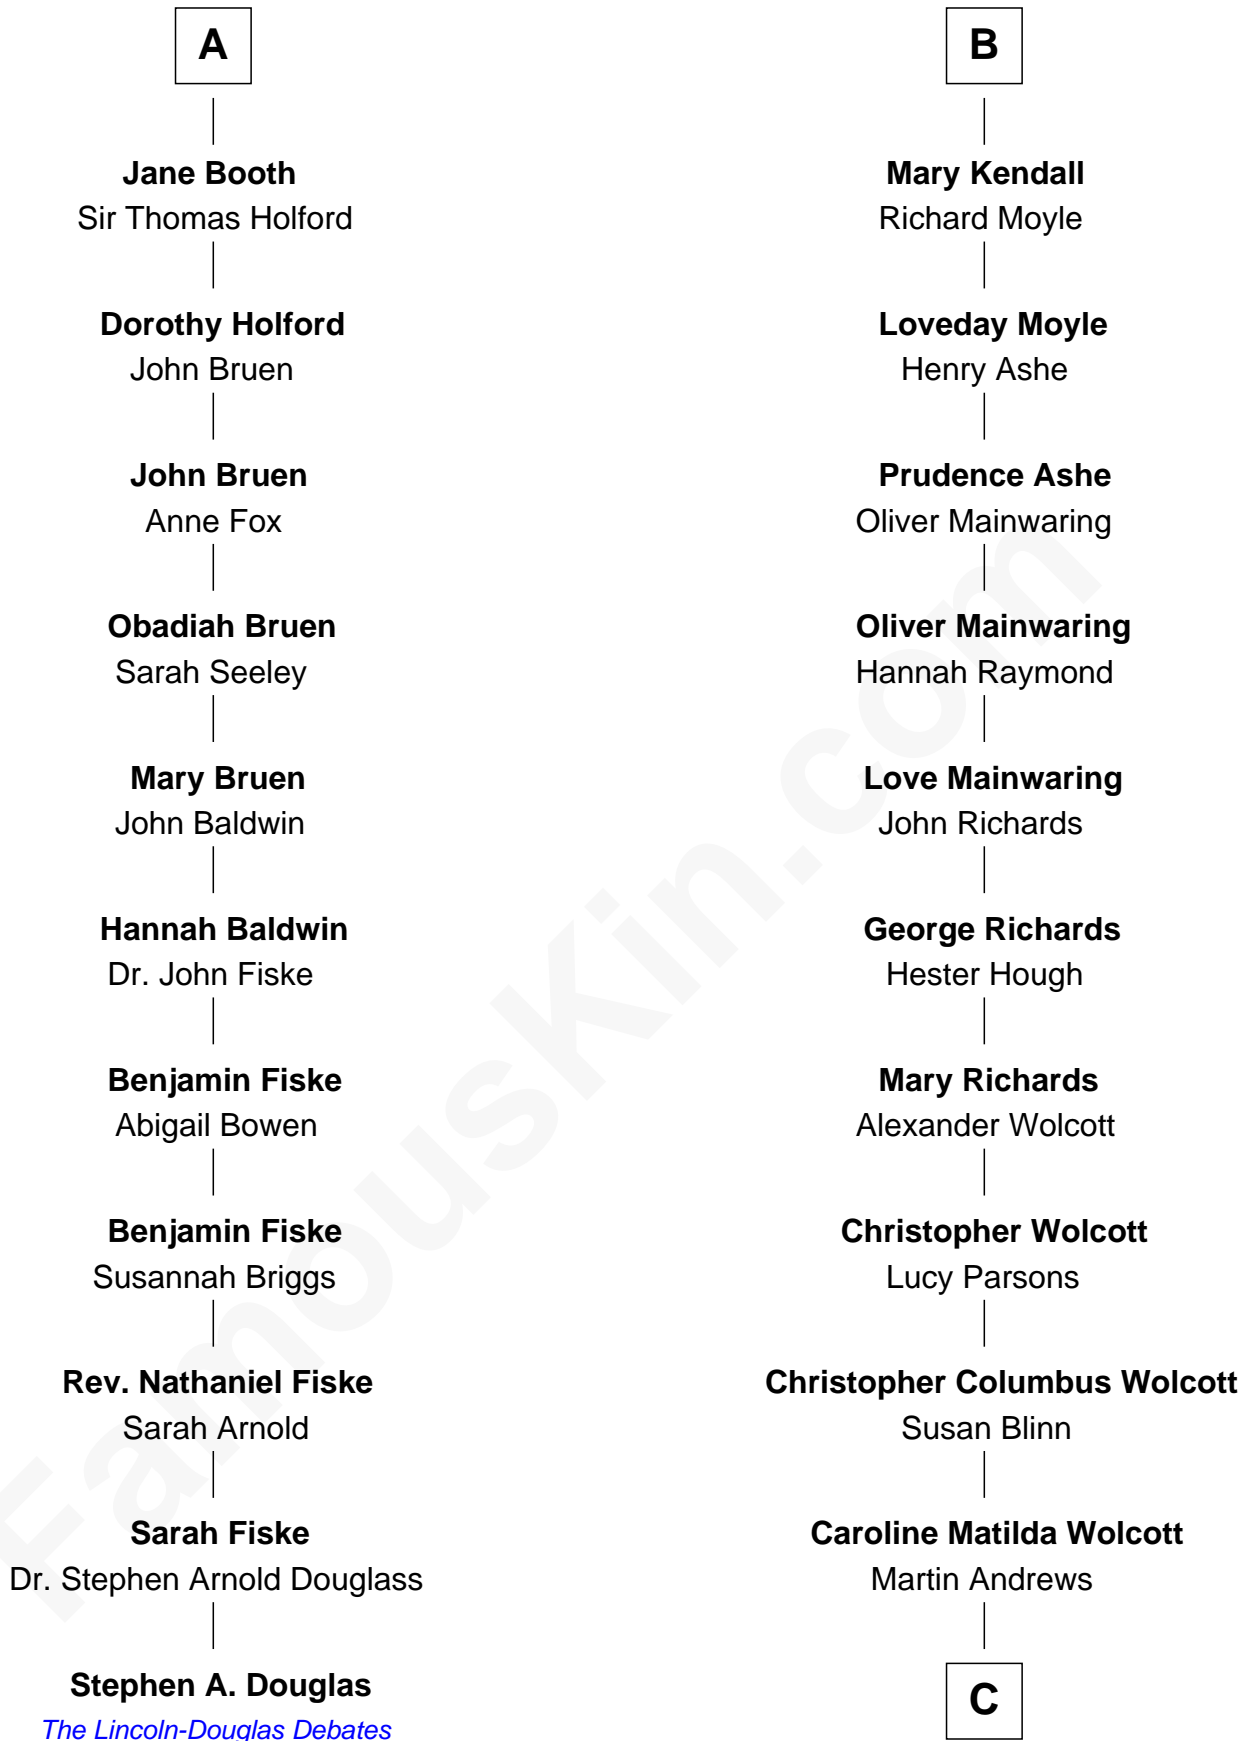 A
Jane Booth
Sir Thomas Holford
Dorothy Holford
John Bruen
John Bruen
Anne Fox
Obadiah Bruen
Sarah Seeley
Mary Bruen
John Baldwin
Hannah Baldwin
Dr. John Fiske
Benjamin Fiske
Abigail Bowen
Benjamin Fiske
Susannah Briggs
Rev. Nathaniel Fiske
Sarah Arnold
Sarah Fiske
Dr. Stephen Arnold Douglass
Stephen A. Douglas
The Lincoln-Douglas Debates
B
Mary Kendall
Richard Moyle
Loveday Moyle
Henry Ashe
Prudence Ashe
Oliver Mainwaring
Oliver Mainwaring
Hannah Raymond
Love Mainwaring
John Richards
George Richards
Hester Hough
Mary Richards
Alexander Wolcott
Christopher Wolcott
Lucy Parsons
Christopher Columbus Wolcott
Susan Blinn
Caroline Matilda Wolcott
Martin Andrews
C
FamousKin.com